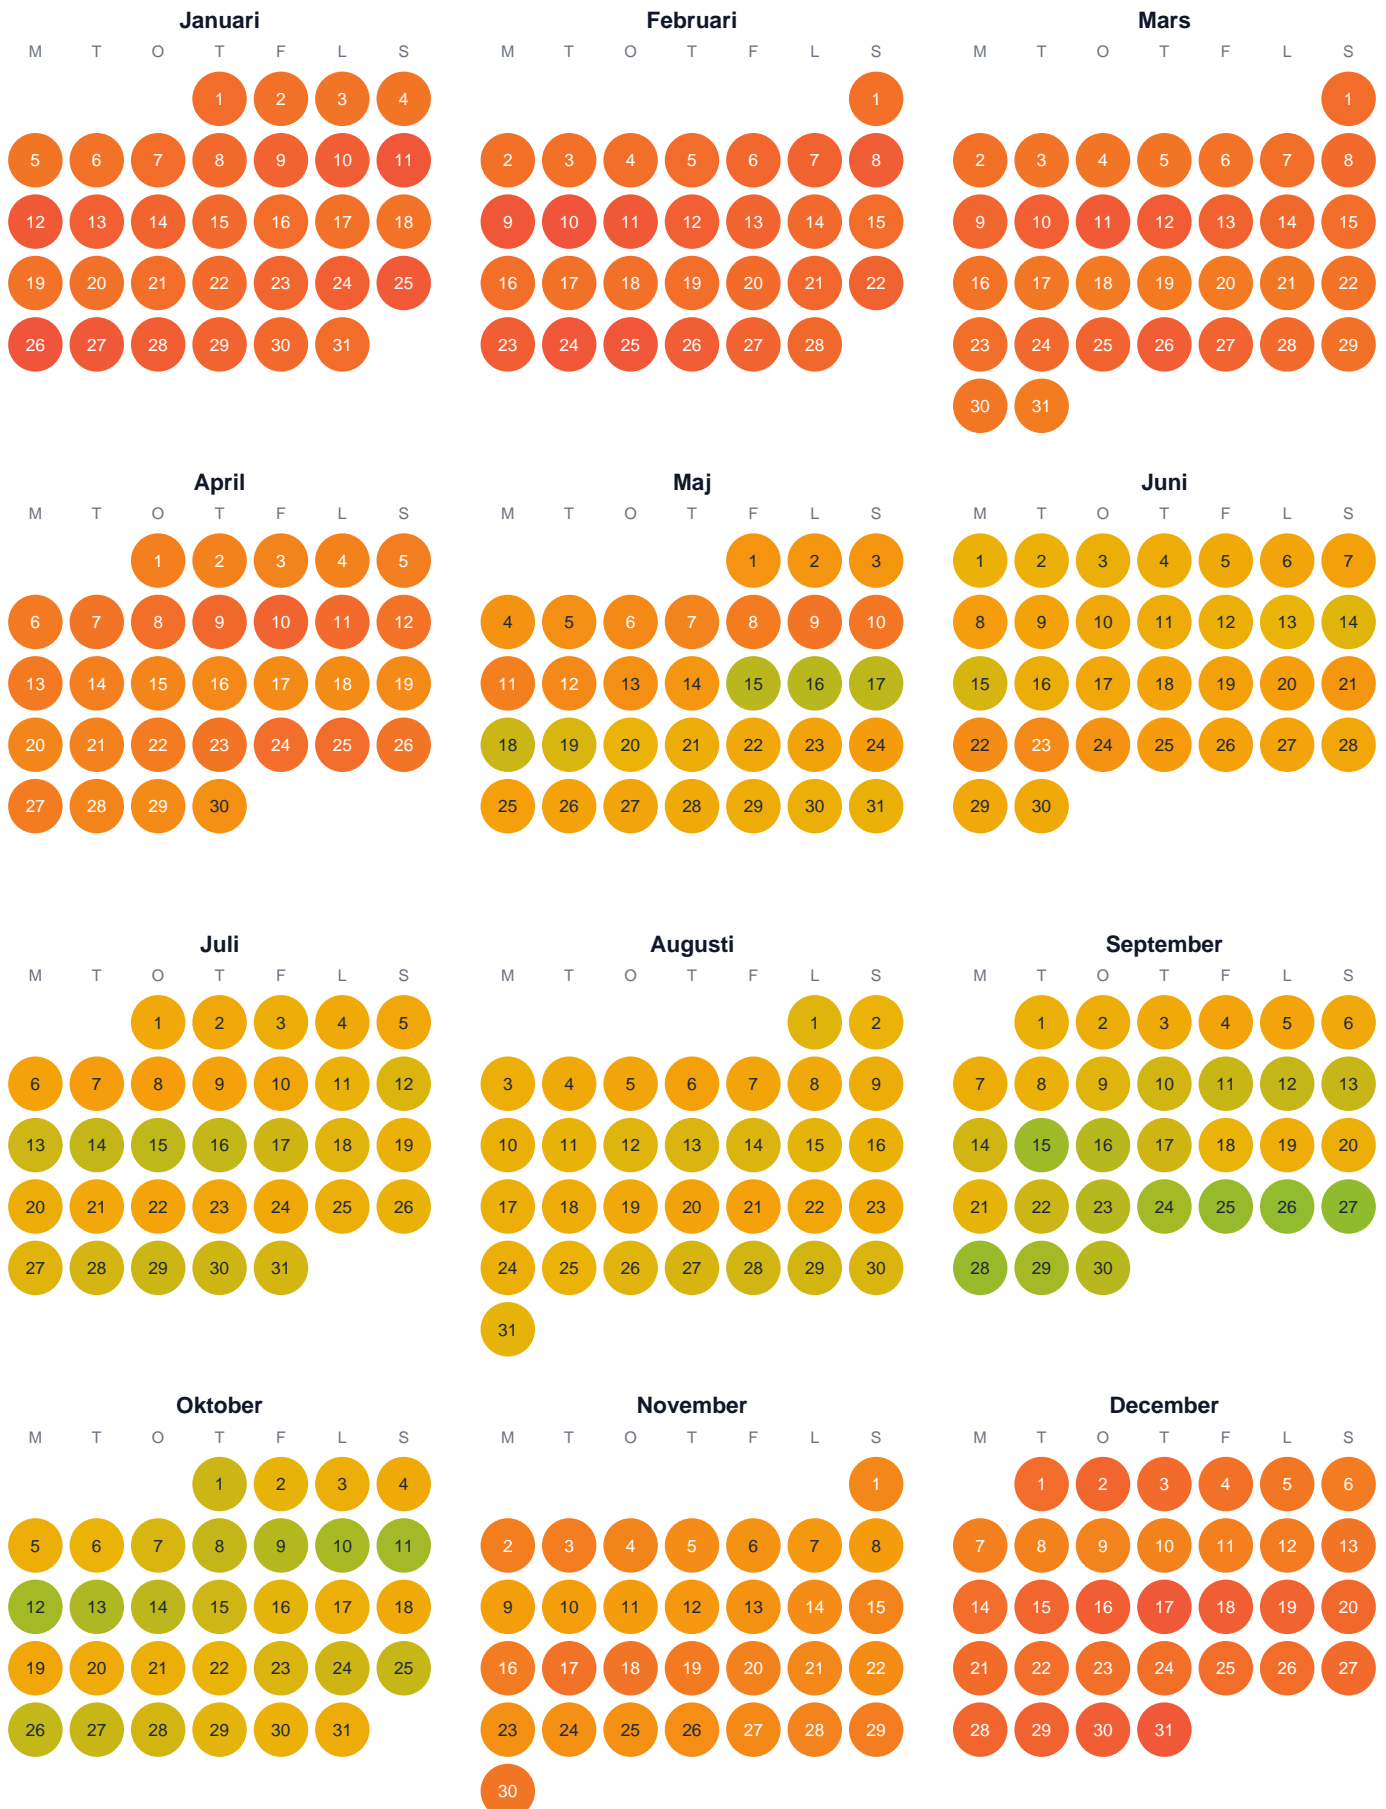 Januari Februari Mars
M T O T F L S M T O T F L S M T O T F L S
1 2 3 4 1 1
5 6 7 8 9 10 11 2 3 4 5 6 7 8 2 3 4 5 6 7 8
12 13 14 15 16 17 18 9 10 11 12 13 14 15 9 10 11 12 13 14 15
19 20 21 22 23 24 25 16 17 18 19 20 21 22 16 17 18 19 20 21 22
26 27 28 29 30 31 23 24 25 26 27 28 23 24 25 26 27 28 29
30 31
April Maj Juni
M T O T F L S M T O T F L S M T O T F L S
1 2 3 4 5 1 2 3 1 2 3 4 5 6 7
6 7 8 9 10 11 12 4 5 6 7 8 9 10 8 9 10 11 12 13 14
13 14 15 16 17 18 19 11 12 13 14 15 16 17 15 16 17 18 19 20 21
20 21 22 23 24 25 26 18 19 20 21 22 23 24 22 23 24 25 26 27 28
27 28 29 30 25 26 27 28 29 30 31 29 30
Juli Augusti September
M T O T F L S M T O T F L S M T O T F L S
1 2 3 4 5 1 2 1 2 3 4 5 6
6 7 8 9 10 11 12 3 4 5 6 7 8 9 7 8 9 10 11 12 13
13 14 15 16 17 18 19 10 11 12 13 14 15 16 14 15 16 17 18 19 20
20 21 22 23 24 25 26 17 18 19 20 21 22 23 21 22 23 24 25 26 27
27 28 29 30 31 24 25 26 27 28 29 30 28 29 30
31
Oktober November December
M T O T F L S M T O T F L S M T O T F L S
1 2 3 4 1 1 2 3 4 5 6
5 6 7 8 9 10 11 2 3 4 5 6 7 8 7 8 9 10 11 12 13
12 13 14 15 16 17 18 9 10 11 12 13 14 15 14 15 16 17 18 19 20
19 20 21 22 23 24 25 16 17 18 19 20 21 22 21 22 23 24 25 26 27
26 27 28 29 30 31 23 24 25 26 27 28 29 28 29 30 31
30